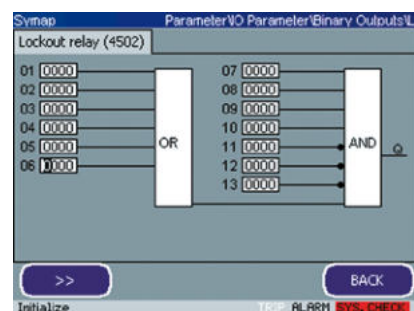 Symap Parameter\IO Parameter\Binary Outputs\L
Lockout relay (4502)
01 0000 07 0000
02 0000 08 0000
03 0000 09 0000
04 0000 10 0000
05 0000 OR 11 0000 AND Q
06 0000 12 0000
13 0000
>> BACK
Initialize TRIP ALARM SYS. CHECK